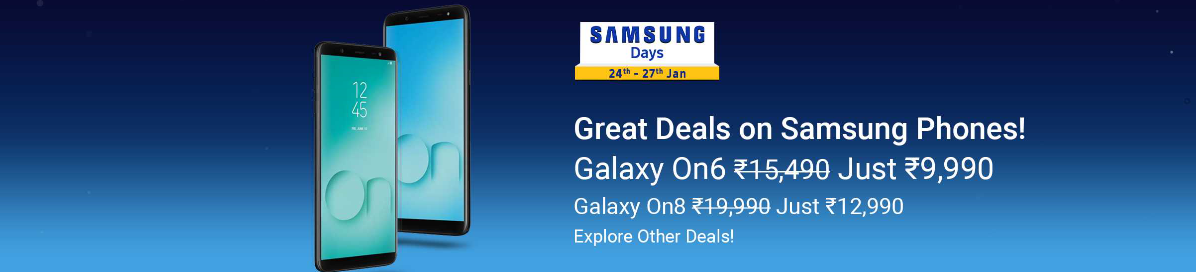 SAMSUNG
Days
24th - 27th Jan
Great Deals on Samsung Phones!
Galaxy On6 ₹15,490 Just ₹9,990
Galaxy On8 ₹19,990 Just ₹12,990
Explore Other Deals!
12
45
on
on